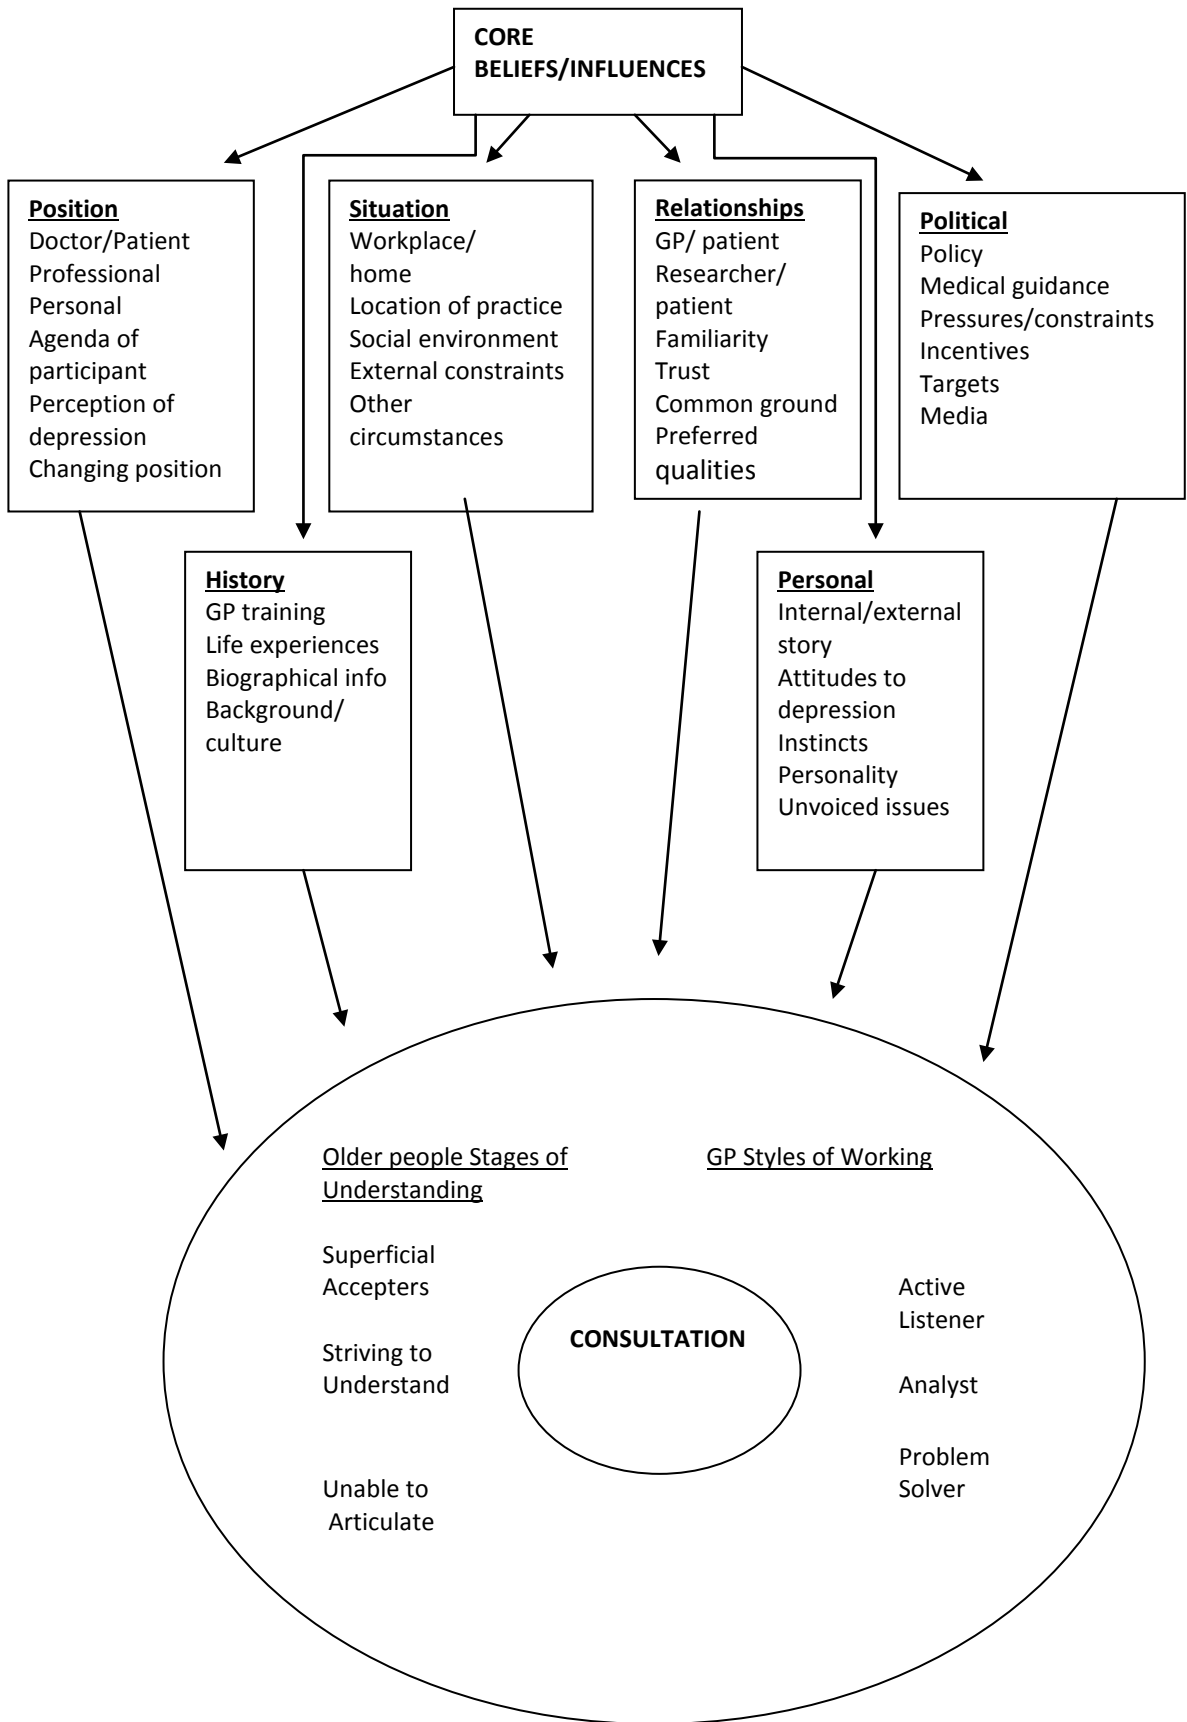 CORE
BELIEFS/INFLUENCES
Position
Doctor/Patient
Professional
Personal
Agenda of
participant
Perception of
depression
Changing position
Situation
Workplace/
home
Location of practice
Social environment
External constraints
Other
circumstances
Relationships
GP/ patient
Researcher/
patient
Familiarity
Trust
Common ground
Preferred
qualities
Political
Policy
Medical guidance
Pressures/constraints
Incentives
Targets
Media
History
GP training
Life experiences
Biographical info
Background/
culture
Personal
Internal/external
story
Attitudes to
depression
Instincts
Personality
Unvoiced issues
Older people Stages of
Understanding
Superficial
Accepters
Striving to
Understand
Unable to
Articulate
CONSULTATION
GP Styles of Working
Active
Listener
Analyst
Problem
Solver